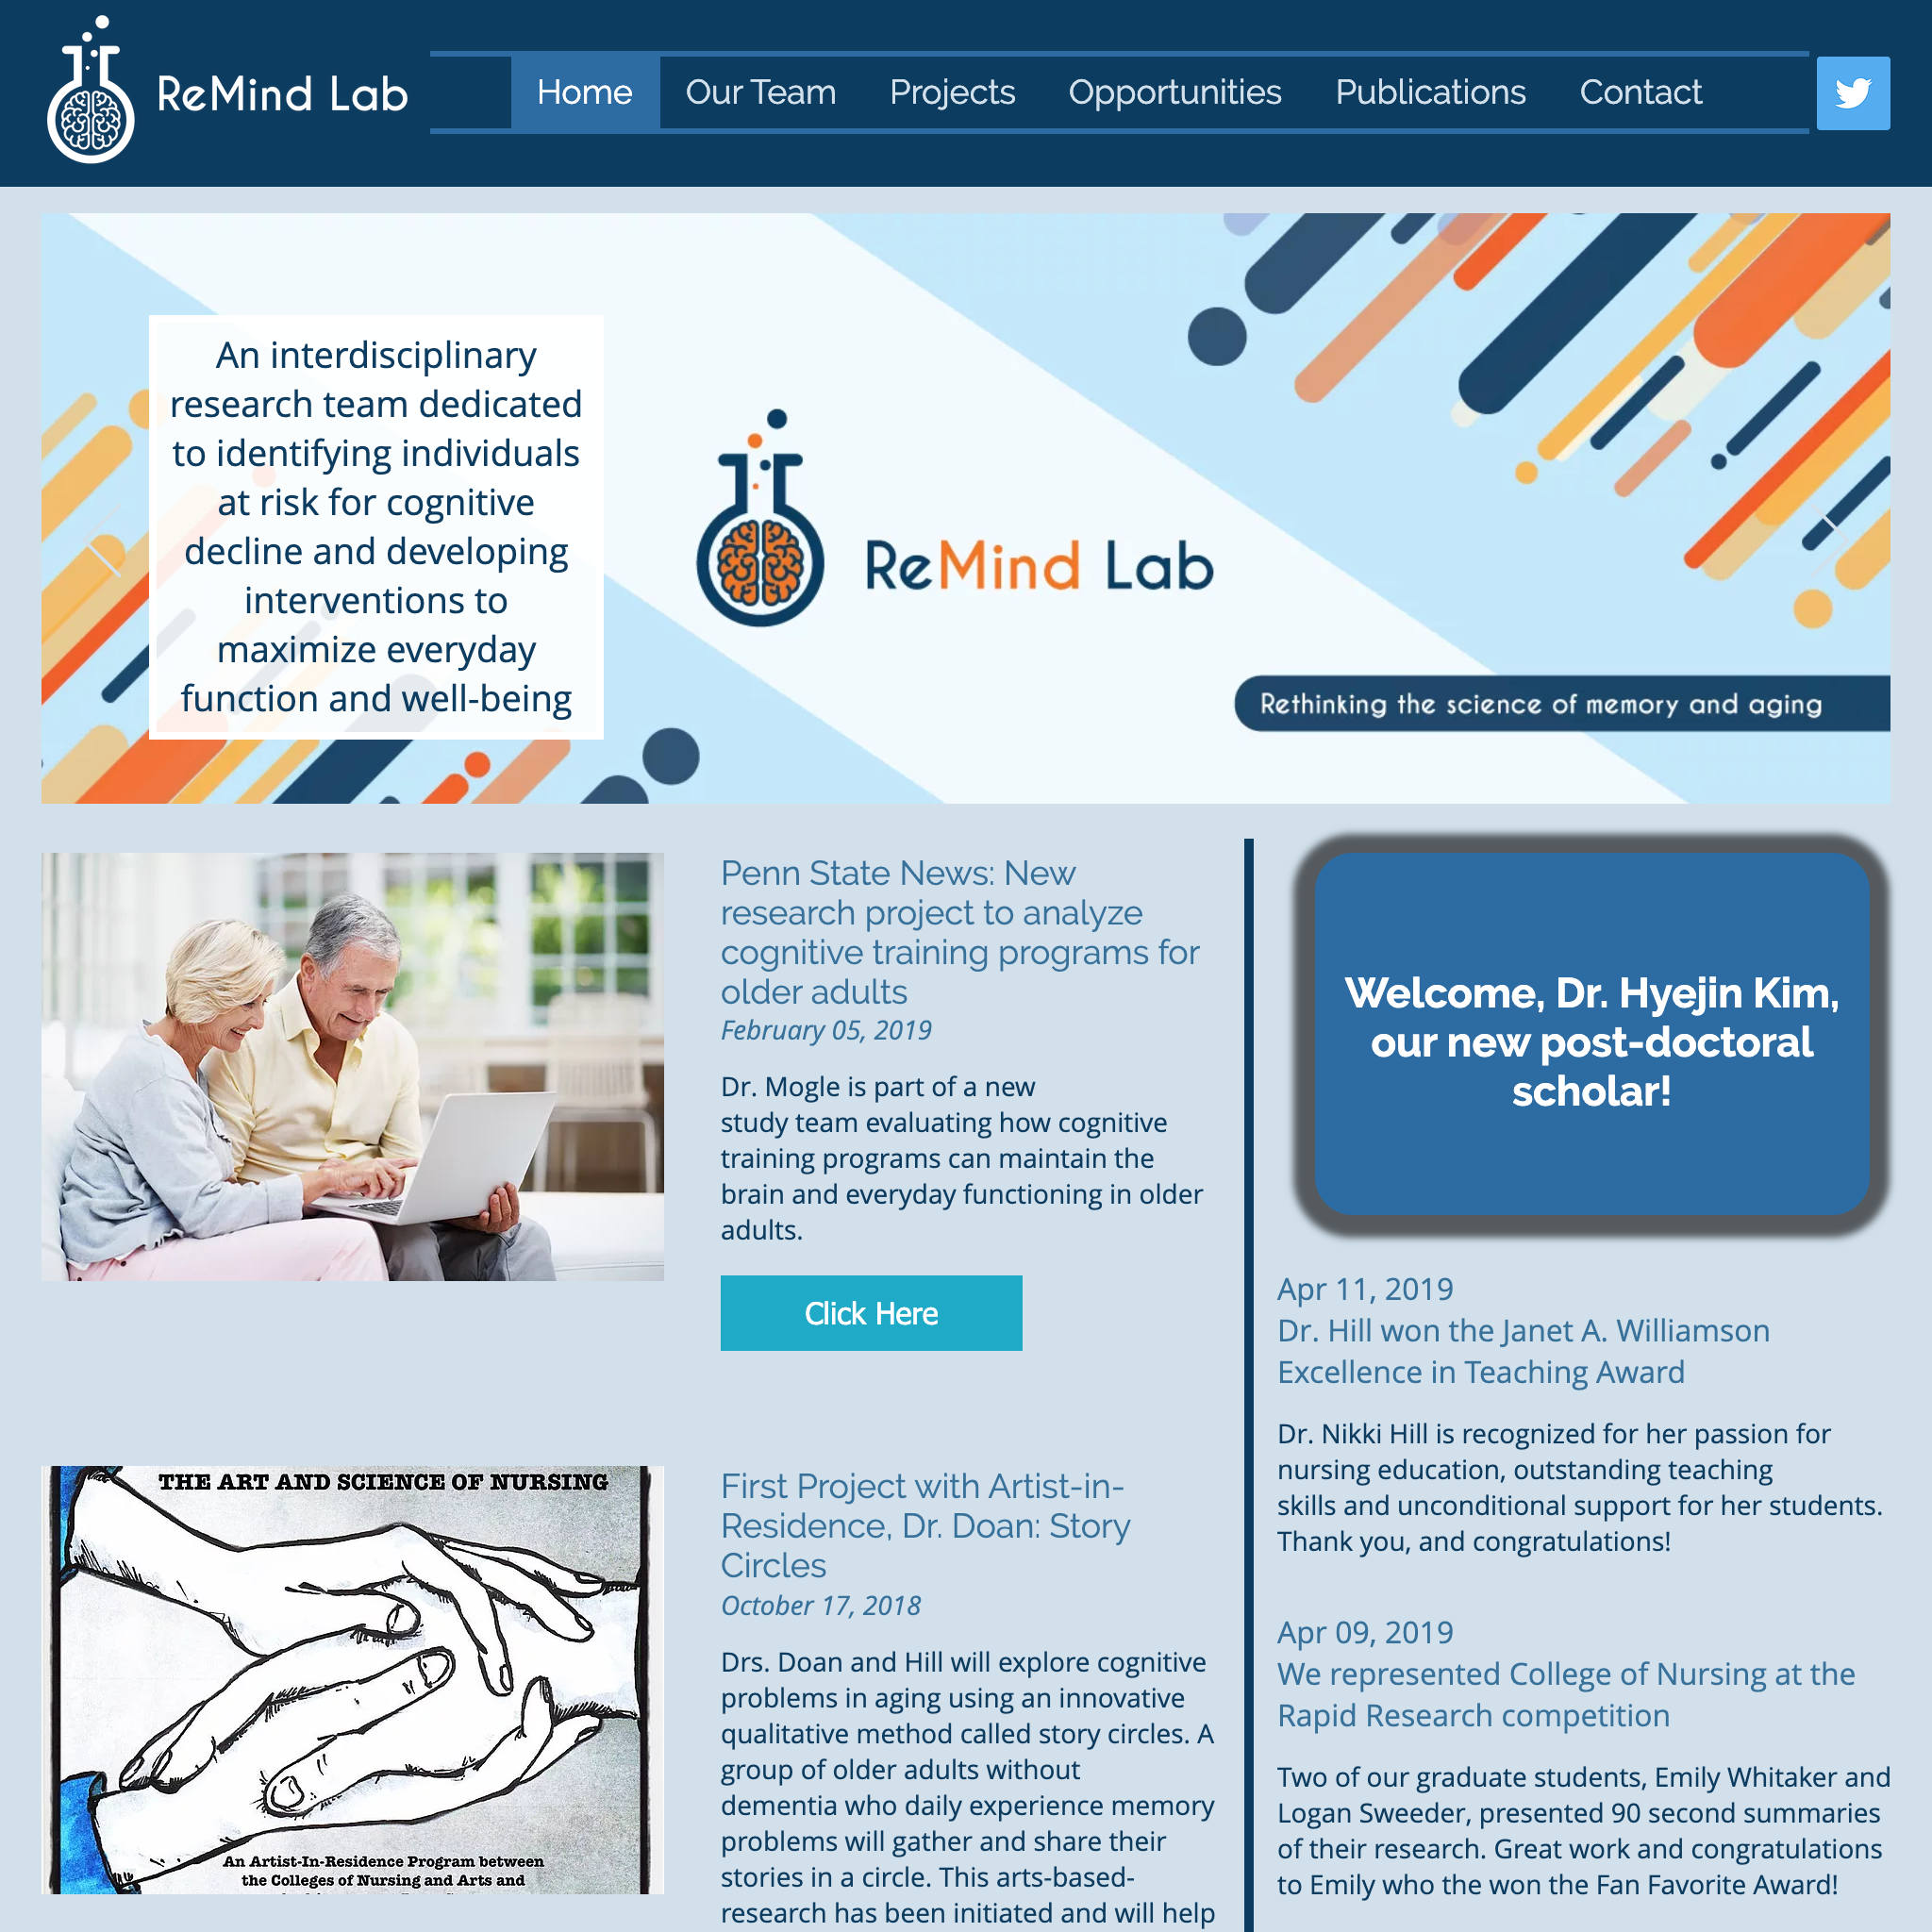 ReMind Lab
Home
Our Team
Projects
Opportunities
Publications
Contact
An interdisciplinary
research team dedicated
to identifying individuals
at risk for cognitive
decline and developing
interventions to
maximize everyday
function and well-being
ReMind Lab
Rethinking the science of memory and aging
Penn State News: New
research project to analyze
cognitive training programs for
older adults
February 05, 2019
Dr. Mogle is part of a new
study team evaluating how cognitive
training programs can maintain the
brain and everyday functioning in older
adults.
Click Here
THE ART AND SCIENCE OF NURSING
An Artist-In-Residence Program between
the Colleges of Nursing and Arts and
First Project with Artist-in-
Residence, Dr. Doan: Story
Circles
October 17, 2018
Drs. Doan and Hill will explore cognitive
problems in aging using an innovative
qualitative method called story circles. A
group of older adults without
dementia who daily experience memory
problems will gather and share their
stories in a circle. This arts-based-
research has been initiated and will help
Welcome, Dr. Hyejin Kim,
our new post-doctoral
scholar!
Apr 11, 2019
Dr. Hill won the Janet A. Williamson
Excellence in Teaching Award
Dr. Nikki Hill is recognized for her passion for
nursing education, outstanding teaching
skills and unconditional support for her students.
Thank you, and congratulations!
Apr 09, 2019
We represented College of Nursing at the
Rapid Research competition
Two of our graduate students, Emily Whitaker and
Logan Sweeder, presented 90 second summaries
of their research. Great work and congratulations
to Emily who the won the Fan Favorite Award!